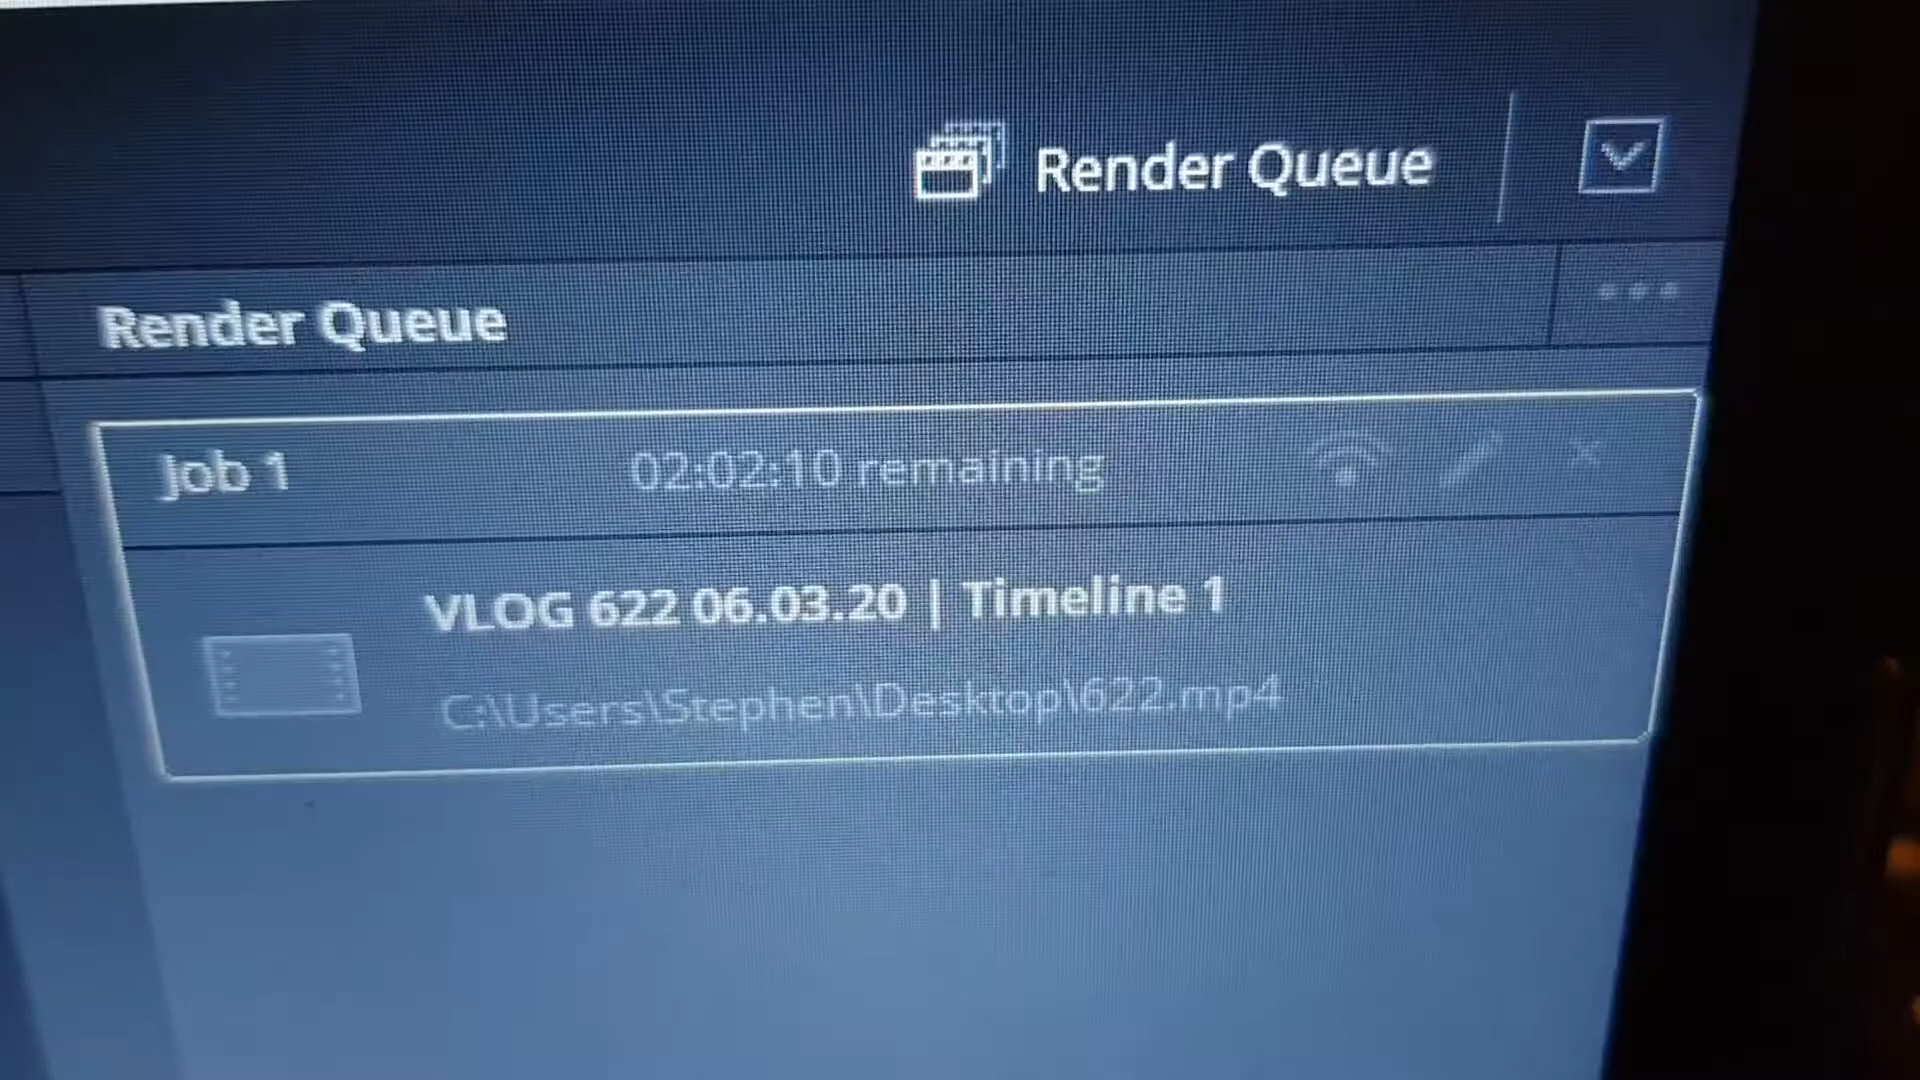 Render Queue
Render Queue
Job 1 02:02:10 remaining
VLOG 622 06.03.20 | Timeline 1
C:\Users\Stephen\Desktop\622.mp4